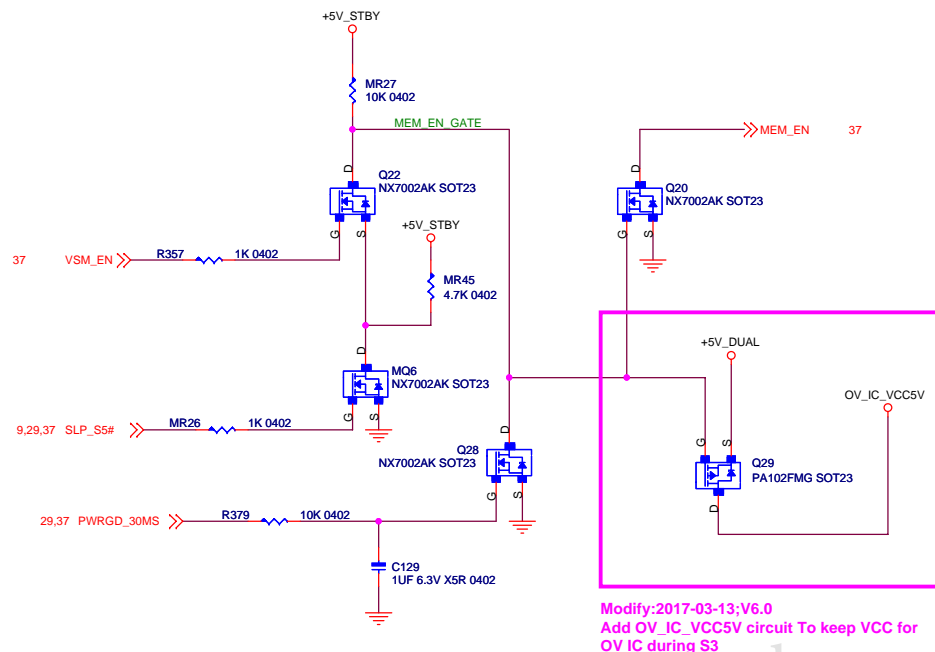 +5V_STBY
MR27
10K 0402
MEM_EN_GATE
MEM_EN 37
D
Q22
NX7002AK SOT23
G
S
D
Q20
NX7002AK SOT23
G
S
+5V_STBY
37 VSM_EN
R357 1K 0402
MR45
4.7K 0402
+5V_DUAL
D
MQ6
NX7002AK SOT23
G
S
OV_IC_VCC5V
9,29,37 SLP_S5#
MR26 1K 0402
D
Q28
NX7002AK SOT23
G
S
G
S
Q29
PA102FMG SOT23
D
29,37 PWRGD_30MS
R379 10K 0402
C129
1UF 6.3V X5R 0402
Modify:2017-03-13;V6.0
Add OV_IC_VCC5V circuit To keep VCC for
OV IC during S3